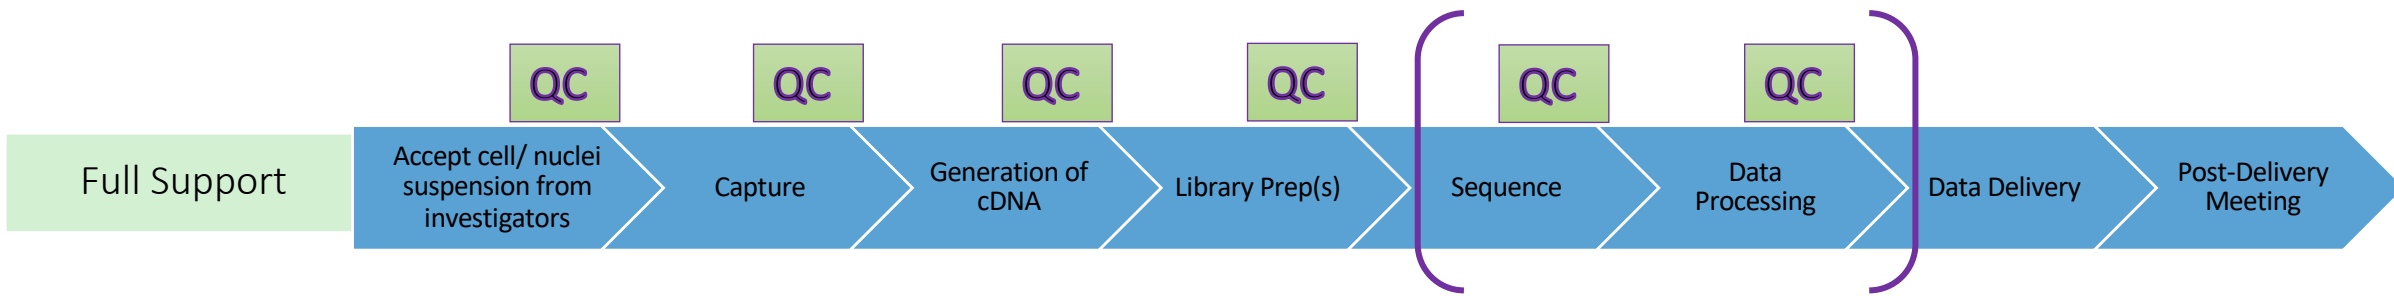 QC
QC
QC
QC
QC
QC
Full Support
Accept cell/ nuclei
suspension from
investigators
Capture
Generation of
cDNA
Library Prep(s)
Sequence
Data
Processing
Data Delivery
Post-Delivery
Meeting